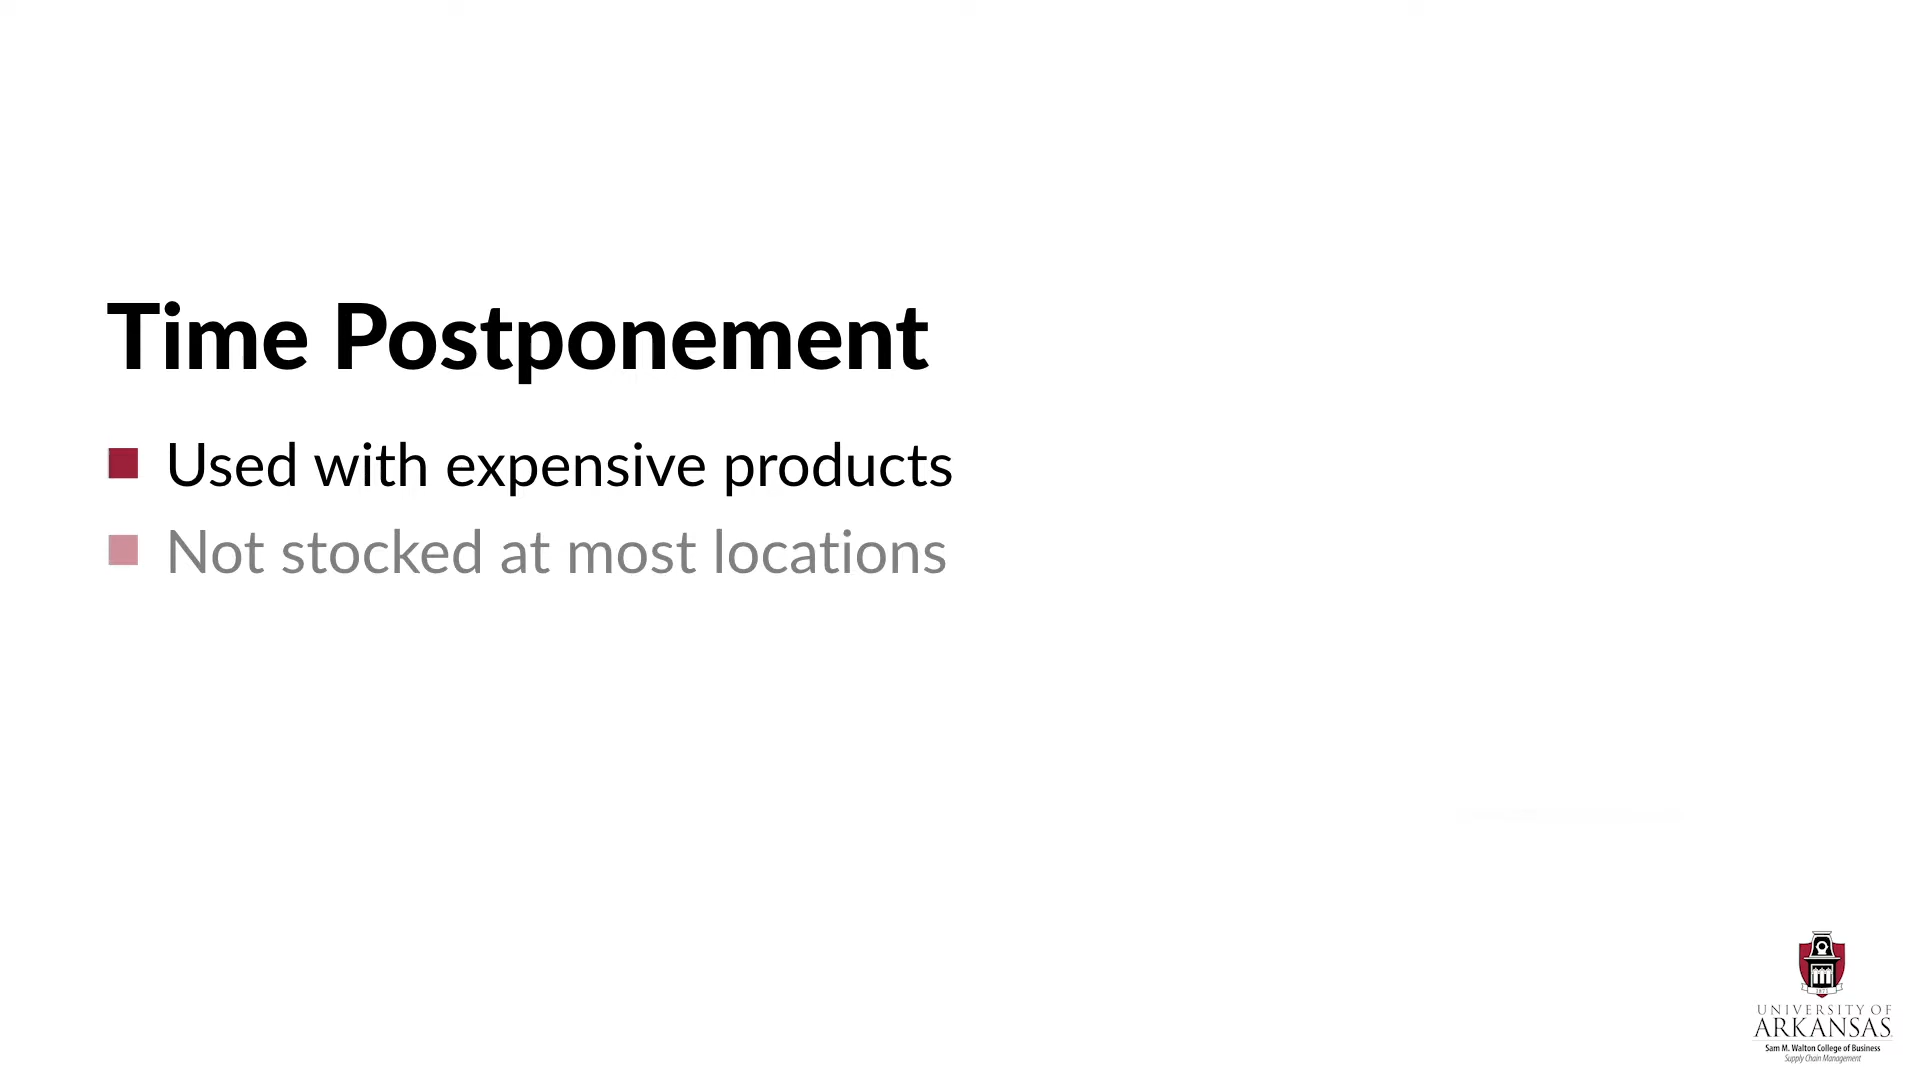 Time Postponement
Used with expensive products
Not stocked at most locations
UNIVERSITY OF
ARKANSAS
Sam M. Walton College of Business
Supply Chain Management